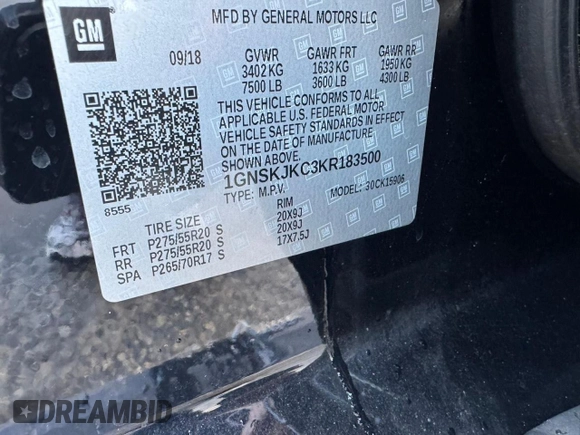 MFD BY GENERAL MOTORS LLC
GM
09/18 GVWR GAWR FRT GAWR RR
3402 KG 1633 KG 1950 KG
7500 LB 3600 LB 4300 LB
THIS VEHICLE CONFORMS TO ALL
APPLICABLE U.S. FEDERAL MOTOR
VEHICLE SAFETY STANDARDS IN EFFECT
ON THE DATE OF MANUFACTURE
1GNSKJKC3KR183500
8555
TYPE: M.P.V. MODEL: 30CK15906
TIRE SIZE RIM
FRT P275/55R20 S 20X9J
RR P275/55R20 S 20X9J
SPA P265/70R17 S 17X7.5J
DREAMBID